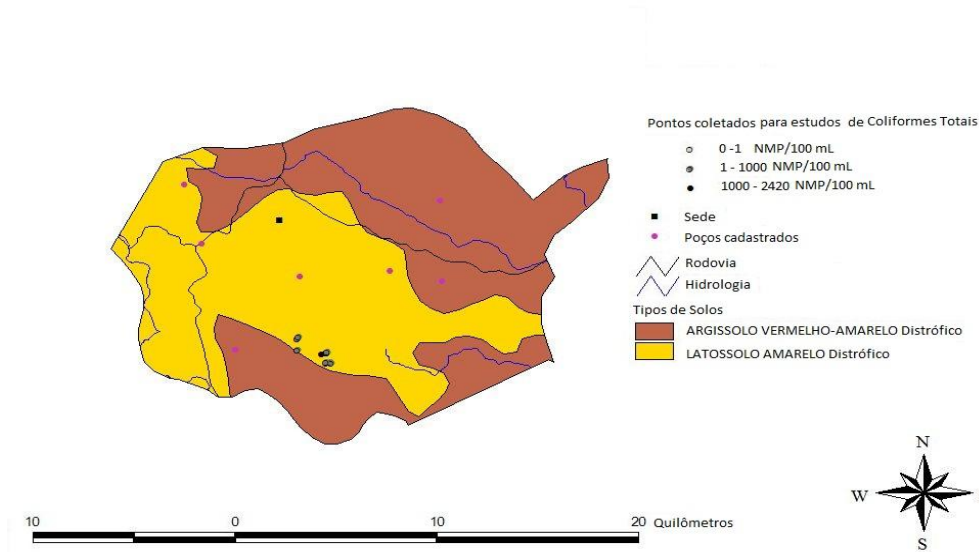 Pontos coletados para estudos de Coliformes Totais
0 -1 NMP/100 mL
1 - 1000 NMP/100 mL
1000 - 2420 NMP/100 mL
Sede
Poços cadastrados
Rodovia
Hidrologia
Tipos de Solos
ARGISSOLO VERMELHO-AMARELO Distrófico
LATOSSOLO AMARELO Distrófico
N
W E
S
10 0 10 20 Quilômetros